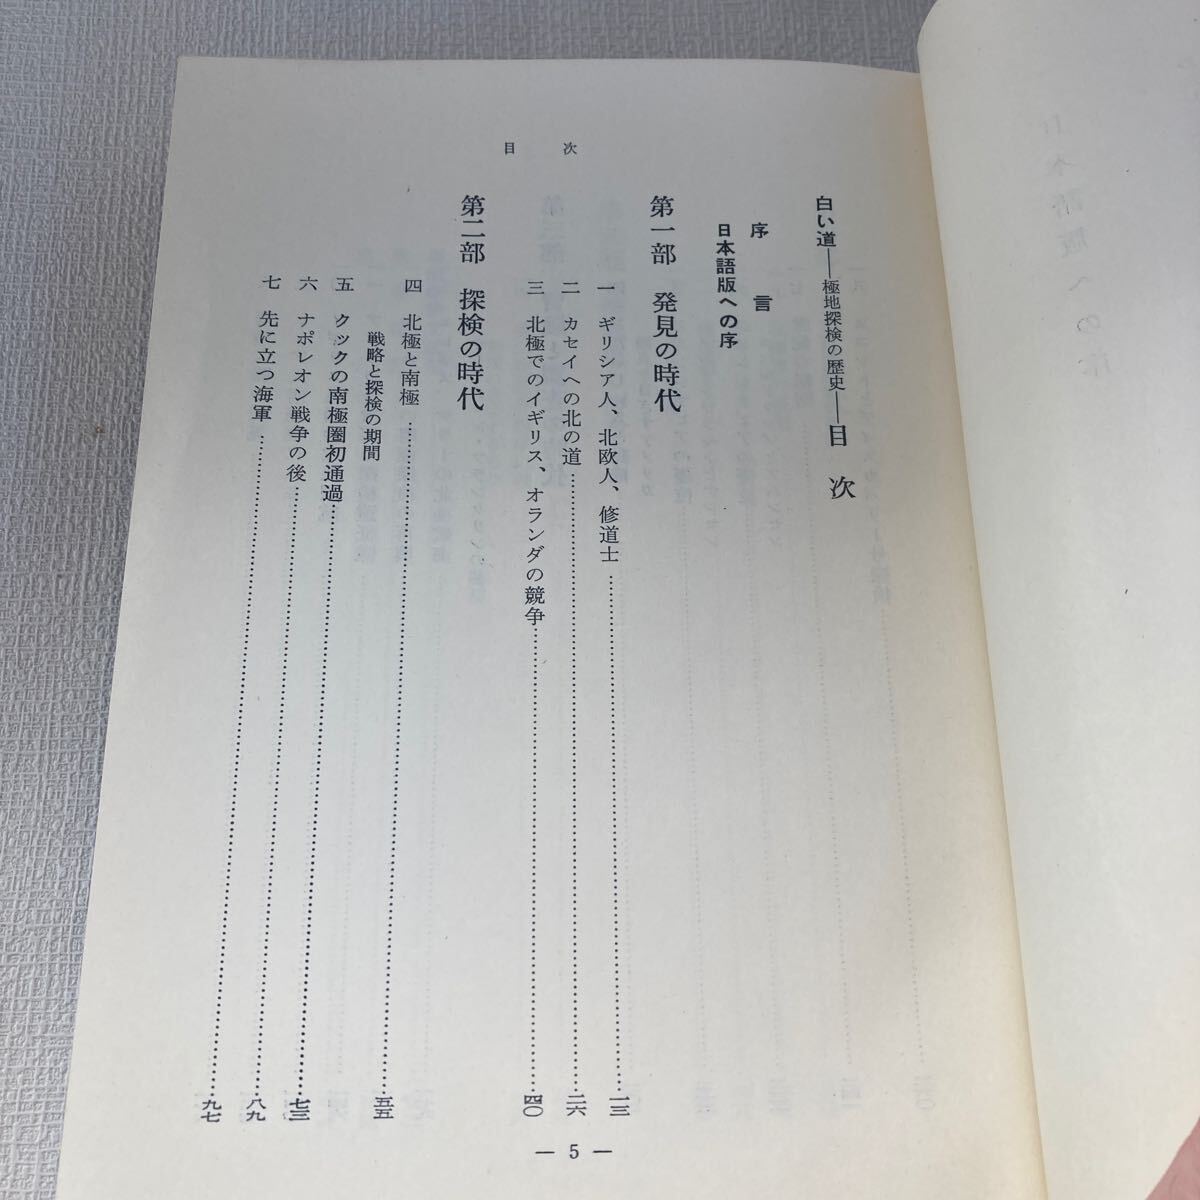 目次
白い道――極地探検の歴史――目次
序言
日本語版への序
第一部 発見の時代
一 ギリシア人、北欧人、修道士……一三
二 カセイへの北の道……二六
三 北極でのイギリス、オランダの競争……四〇
第二部 探検の時代
四 北極と南極……五五
戦略と探検の期間
五 クックの南極圏初通過……七三
六 ナポレオン戦争の後……八九
七 先に立つ海軍……九七
— 5 —
日本語版への序